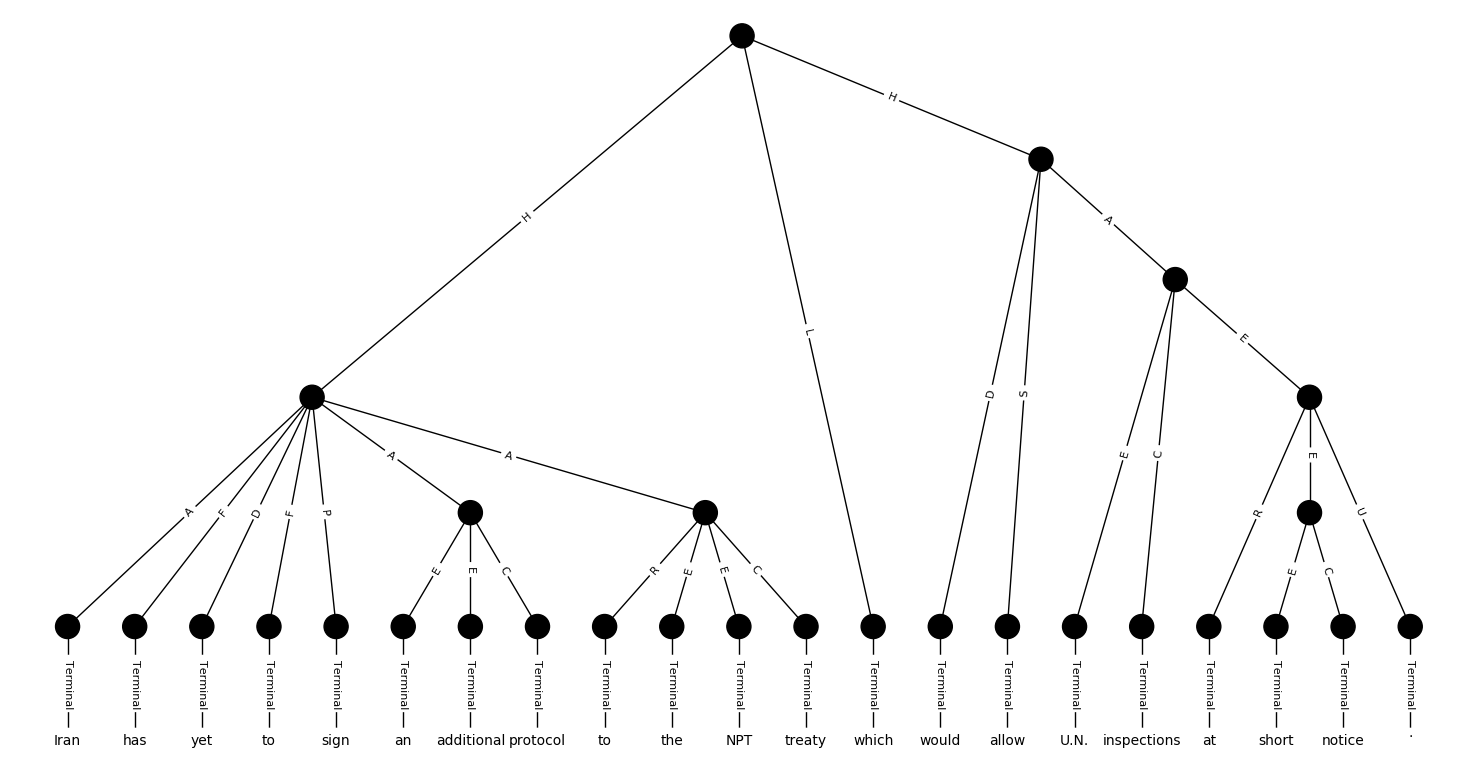 H
H
A
L
A
E
D
S
A
A
E
C
E
A
F
D
F
P
R
U
E
E
C
R
E
E
C
E
C
Terminal Terminal Terminal Terminal Terminal Terminal Terminal Terminal Terminal Terminal Terminal Terminal Terminal Terminal Terminal Terminal Terminal Terminal Terminal Terminal Terminal
Iran has yet to sign an additional protocol to the NPT treaty which would allow U.N. inspections at short notice .